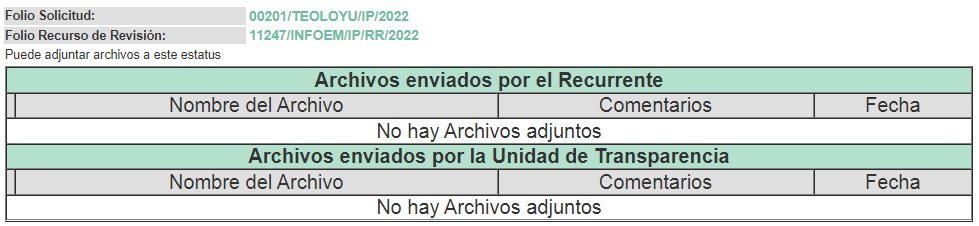 Folio Solicitud: 00201/TEOLOYU/IP/2022
Folio Recurso de Revisión: 11247/INFOEM/IP/RR/2022
Puede adjuntar archivos a este estatus
Archivos enviados por el Recurrente
Nombre del Archivo Comentarios Fecha
No hay Archivos adjuntos
Archivos enviados por la Unidad de Transparencia
Nombre del Archivo Comentarios Fecha
No hay Archivos adjuntos